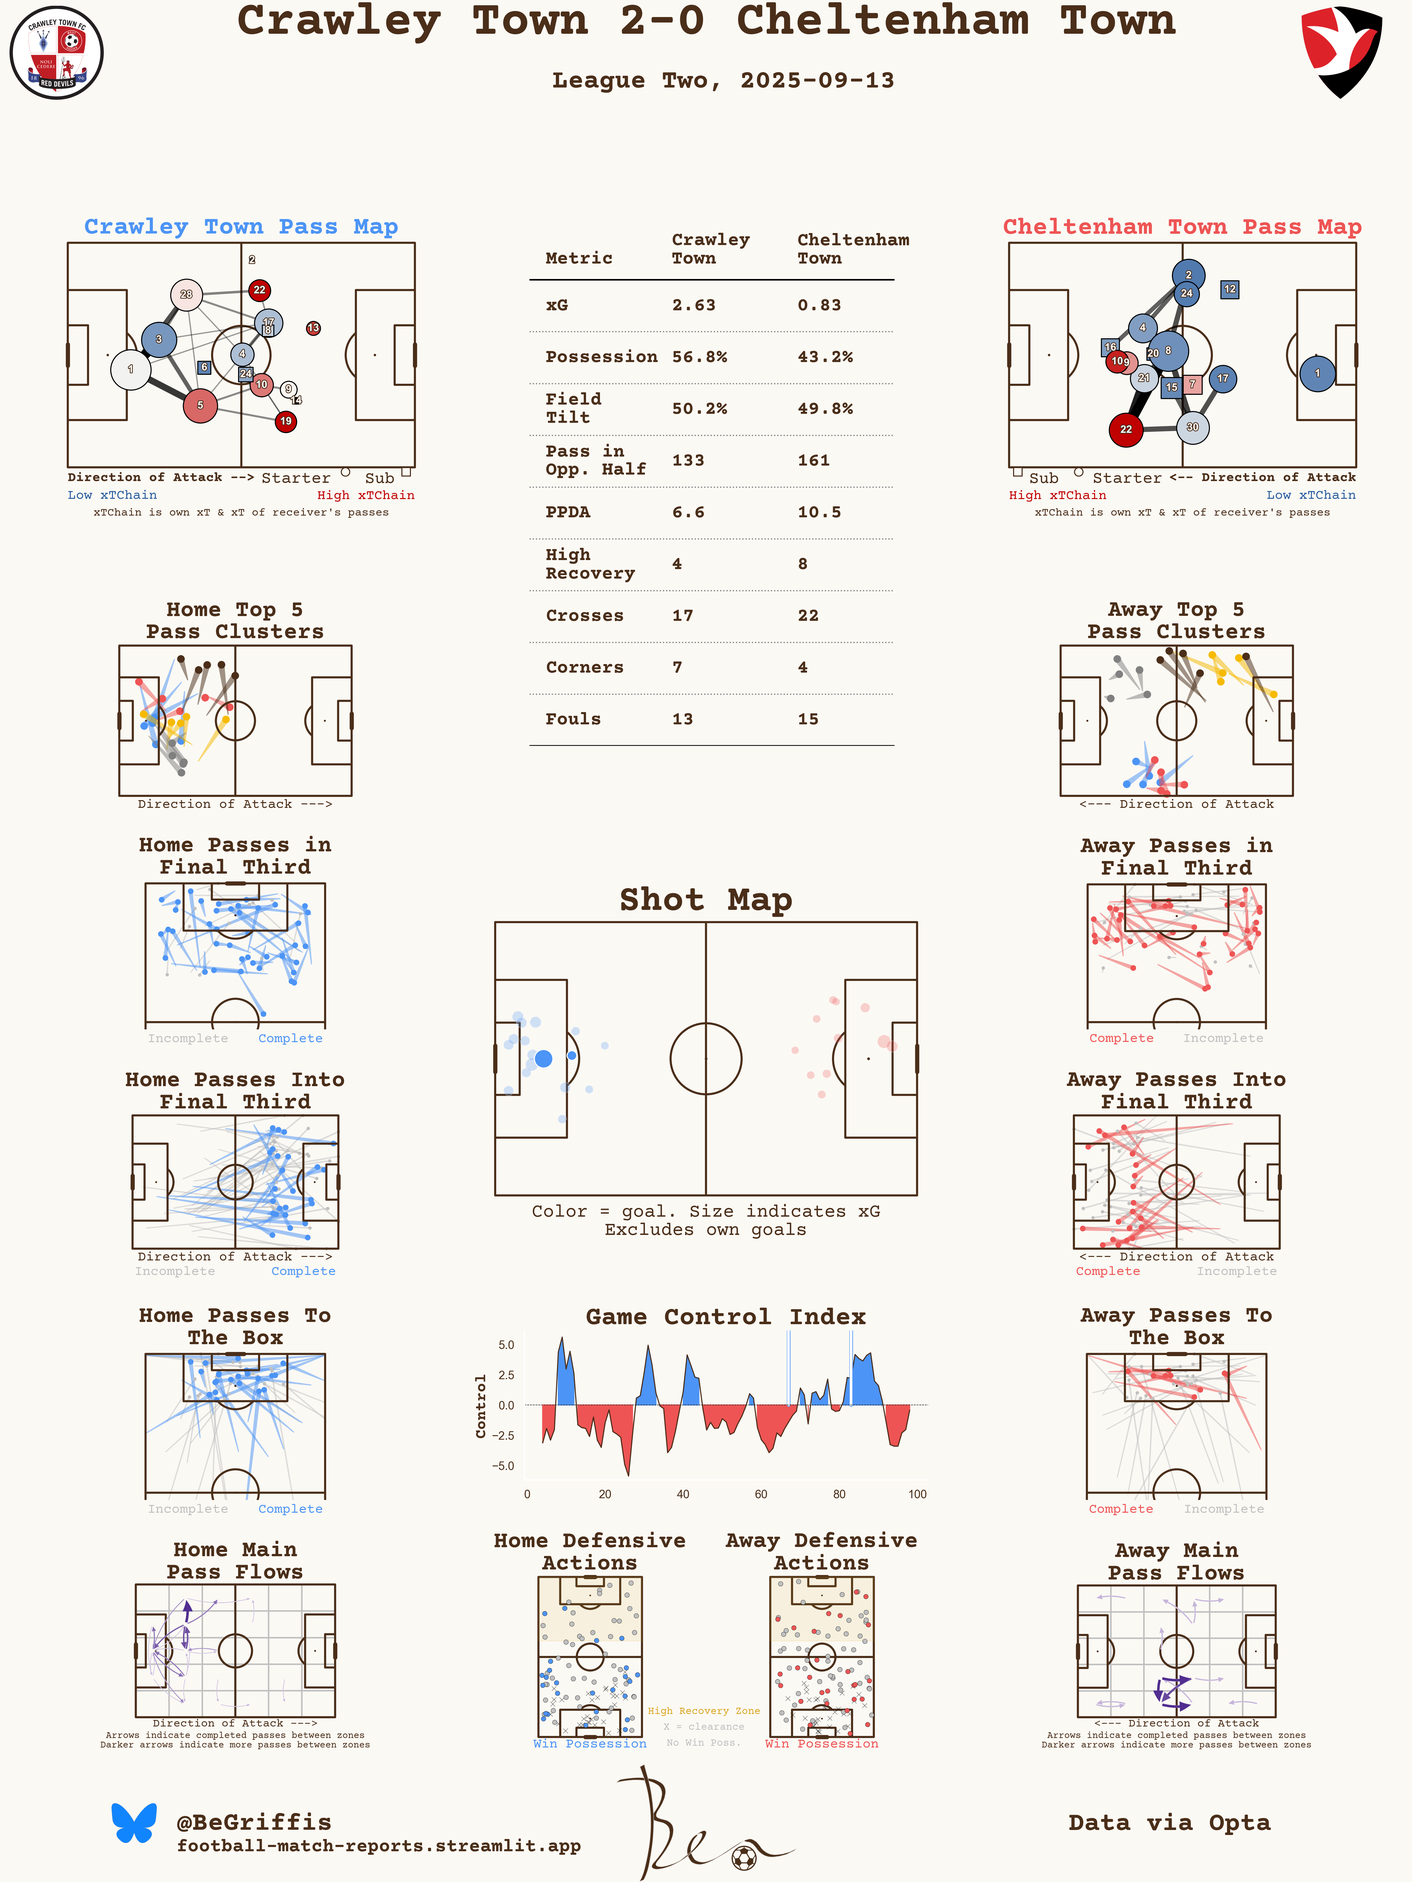 Crawley Town 2-0 Cheltenham Town
League Two, 2025-09-13
CRAWLEY TOWN FC
NOLI CEDERE
18 96
RED DEVILS
Crawley Town Pass Map
2
28
22
17
8
13
3
4
1
6
24
10
9
14
5
19
Direction of Attack --> Starter Sub
Low xTChain High xTChain
xTChain is own xT & xT of receiver's passes
Metric Crawley Town Cheltenham Town
xG 2.63 0.83
Possession 56.8% 43.2%
Field Tilt 50.2% 49.8%
Pass in Opp. Half 133 161
PPDA 6.6 10.5
High Recovery 4 8
Crosses 17 22
Corners 7 4
Fouls 13 15
Cheltenham Town Pass Map
2
24
12
4
16
20
8
10
9
21
15
7
17
1
22
30
Sub Starter <-- Direction of Attack
High xTChain Low xTChain
xTChain is own xT & xT of receiver's passes
Home Top 5
Pass Clusters
Direction of Attack --->
Away Top 5
Pass Clusters
<--- Direction of Attack
Home Passes in
Final Third
Incomplete Complete
Away Passes in
Final Third
Complete Incomplete
Shot Map
Color = goal. Size indicates xG
Excludes own goals
Home Passes Into
Final Third
Direction of Attack --->
Incomplete Complete
Away Passes Into
Final Third
<--- Direction of Attack
Complete Incomplete
Home Passes To
The Box
Incomplete Complete
Game Control Index
Control
5.0
2.5
0.0
−2.5
−5.0
0 20 40 60 80 100
Away Passes To
The Box
Complete Incomplete
Home Main
Pass Flows
Direction of Attack --->
Arrows indicate completed passes between zones
Darker arrows indicate more passes between zones
Home Defensive
Actions
Win Possession
High Recovery Zone
X = clearance
No Win Poss.
Away Defensive
Actions
Win Possession
Away Main
Pass Flows
<--- Direction of Attack
Arrows indicate completed passes between zones
Darker arrows indicate more passes between zones
@BeGriffis
football-match-reports.streamlit.app
Ben
Data via Opta